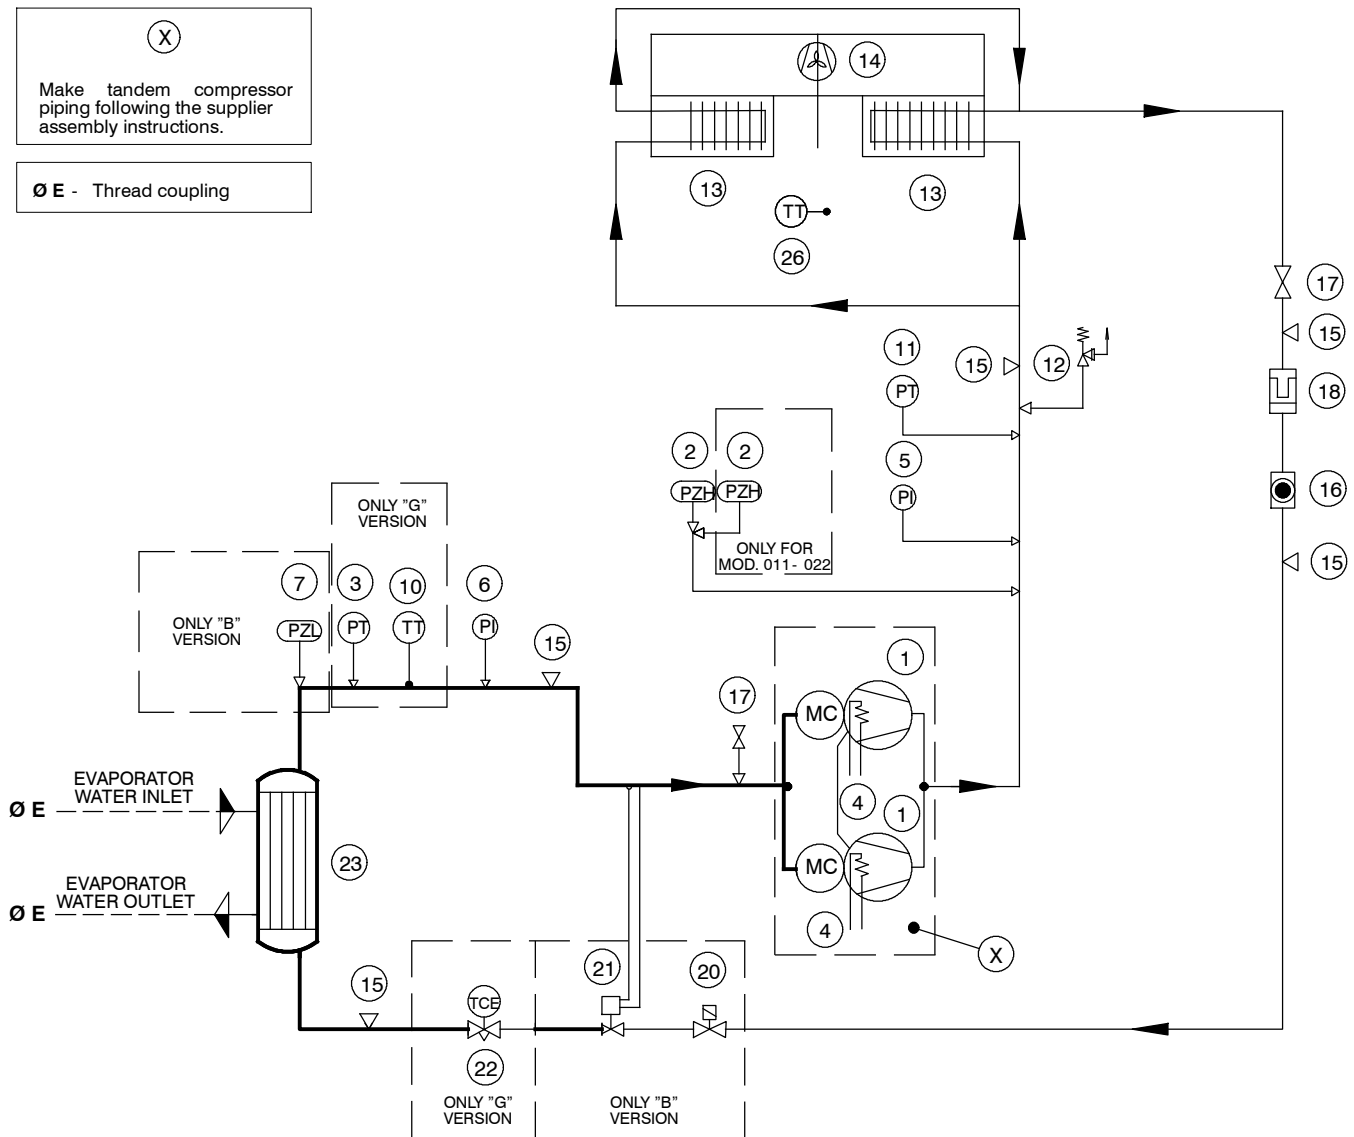 X
Make tandem compressor
piping following the supplier
assembly instructions.
Ø E - Thread coupling
14
13
13
TT
26
17
15
18
16
15
11
PT
15
12
5
PI
2
2
PZH
PZH
ONLY FOR
MOD. 011 - 022
ONLY "G"
VERSION
7
3
10
6
ONLY "B"
VERSION
PZL
PT
TT
PI
15
17
1
MC
4
1
MC
4
X
EVAPORATOR
WATER INLET
Ø E
23
EVAPORATOR
WATER OUTLET
Ø E
15
TCE
22
21
20
ONLY "G"
VERSION
ONLY "B"
VERSION